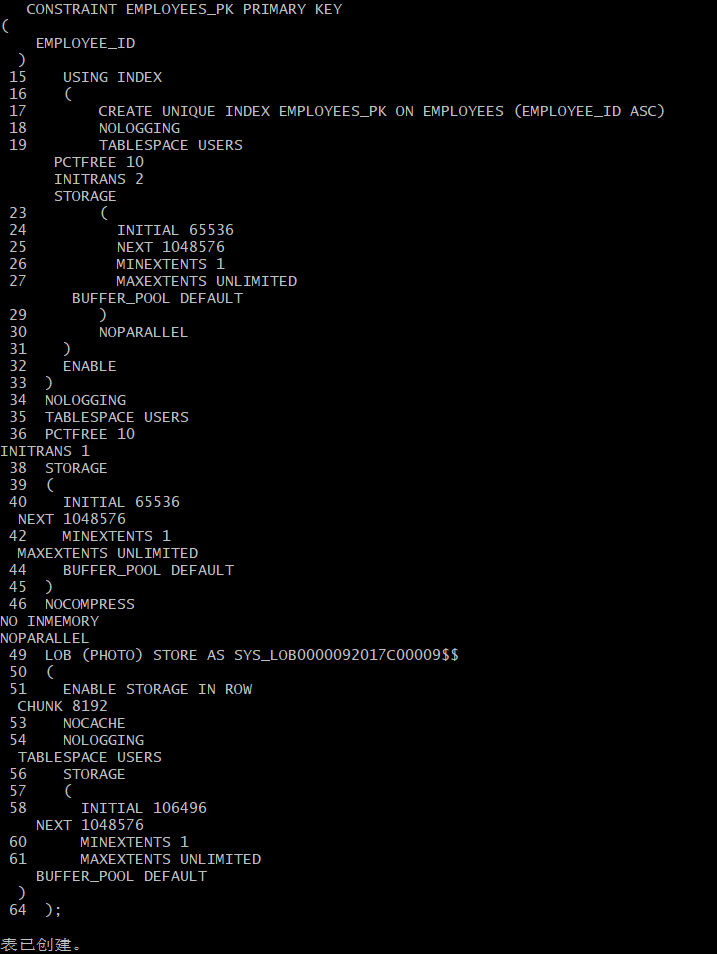 CONSTRAINT EMPLOYEES_PK PRIMARY KEY
(
EMPLOYEE_ID
)
15 USING INDEX
16 (
17 CREATE UNIQUE INDEX EMPLOYEES_PK ON EMPLOYEES (EMPLOYEE_ID ASC)
18 NOLOGGING
19 TABLESPACE USERS
PCTFREE 10
INITRANS 2
STORAGE
23 (
24 INITIAL 65536
25 NEXT 1048576
26 MINEXTENTS 1
27 MAXEXTENTS UNLIMITED
BUFFER_POOL DEFAULT
29 )
30 NOPARALLEL
31 )
32 ENABLE
33 )
34 NOLOGGING
35 TABLESPACE USERS
36 PCTFREE 10
INITRANS 1
38 STORAGE
39 (
40 INITIAL 65536
NEXT 1048576
42 MINEXTENTS 1
MAXEXTENTS UNLIMITED
44 BUFFER_POOL DEFAULT
45 )
46 NOCOMPRESS
NO INMEMORY
NOPARALLEL
49 LOB (PHOTO) STORE AS SYS_LOB0000092017C00009$$
50 (
51 ENABLE STORAGE IN ROW
CHUNK 8192
53 NOCACHE
54 NOLOGGING
TABLESPACE USERS
56 STORAGE
57 (
58 INITIAL 106496
NEXT 1048576
60 MINEXTENTS 1
61 MAXEXTENTS UNLIMITED
BUFFER_POOL DEFAULT
)
64 );
表已创建。